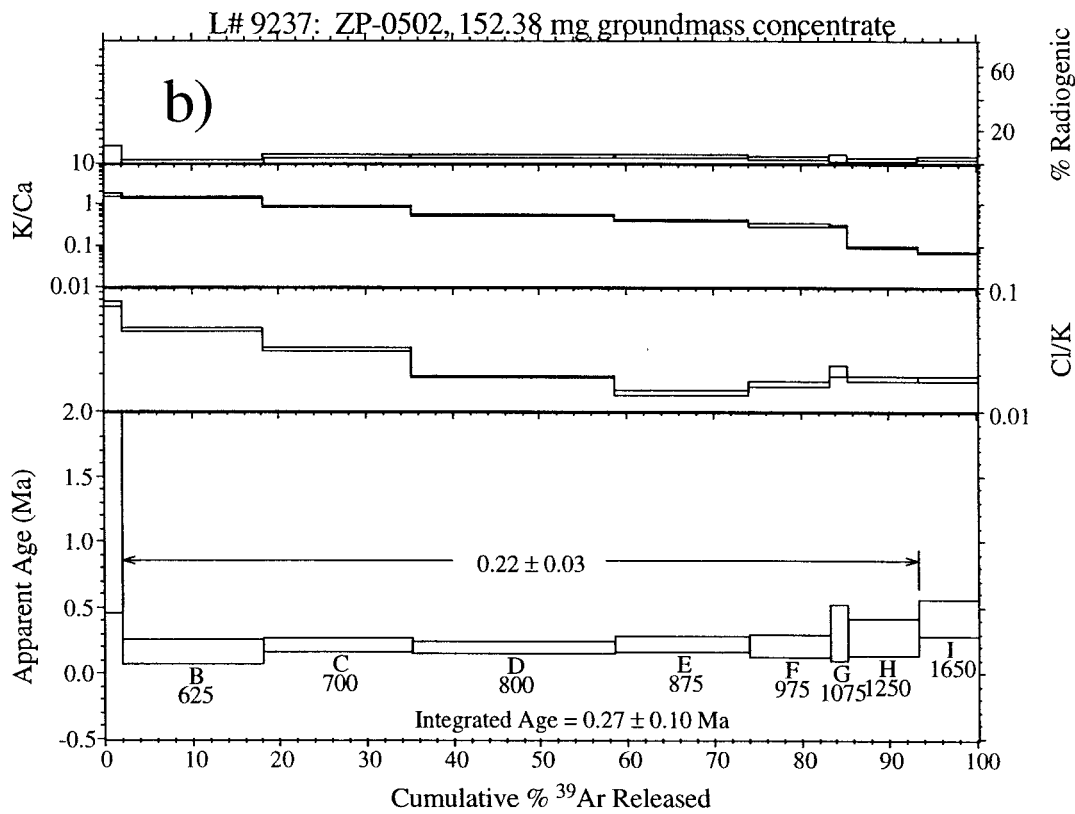 L# 9237: ZP-0502, 152.38 mg groundmass concentrate
b)
60
20
% Radiogenic
10
1
0.1
0.01
K/Ca
0.1
0.01
Cl/K
2.0
1.5
1.0
0.5
0.0
-0.5
Apparent Age (Ma)
0.22 ± 0.03
B C D E F G H I
625 700 800 875 975 1075 1250 1650
Integrated Age = 0.27 ± 0.10 Ma
0 10 20 30 40 50 60 70 80 90 100
Cumulative % ³⁹Ar Released